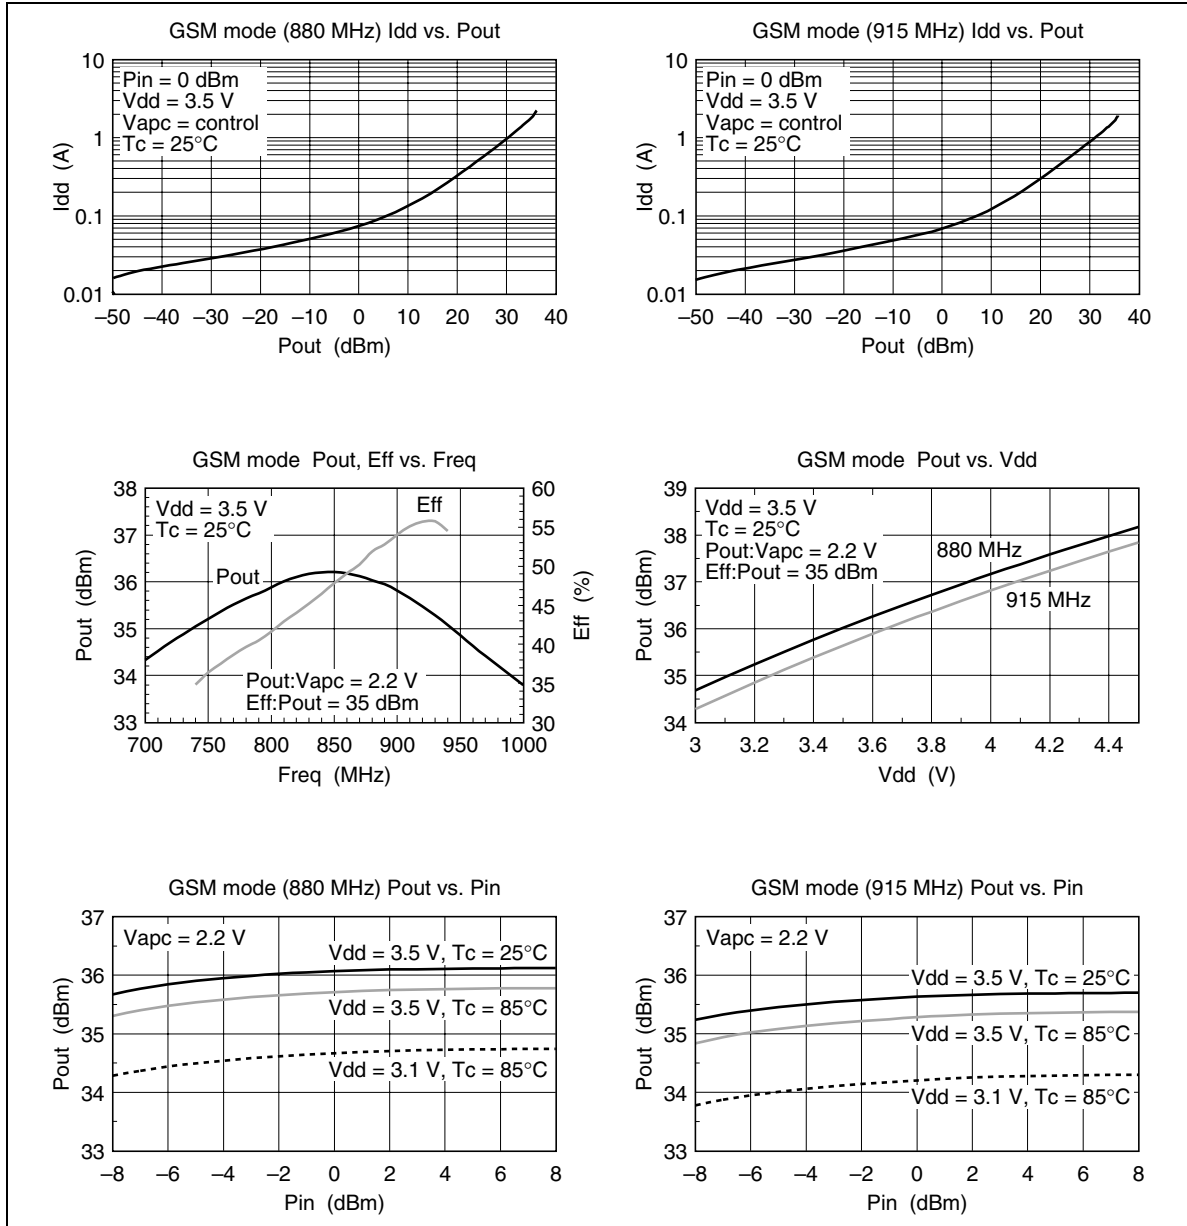 GSM mode (880 MHz) Idd vs. Pout
10
1
0.1
0.01
Idd (A)
Pin = 0 dBm
Vdd = 3.5 V
Vapc = control
Tc = 25°C
–50 –40 –30 –20 –10 0 10 20 30 40
Pout (dBm)
GSM mode (915 MHz) Idd vs. Pout
10
1
0.1
0.01
Idd (A)
Pin = 0 dBm
Vdd = 3.5 V
Vapc = control
Tc = 25°C
–50 –40 –30 –20 –10 0 10 20 30 40
Pout (dBm)
GSM mode Pout, Eff vs. Freq
38
37
36
35
34
33
Pout (dBm)
Vdd = 3.5 V
Tc = 25°C
Eff
Pout
Pout:Vapc = 2.2 V
Eff:Pout = 35 dBm
60
55
50
45
40
35
30
Eff (%)
700 750 800 850 900 950 1000
Freq (MHz)
GSM mode Pout vs. Vdd
39
38
37
36
35
34
Pout (dBm)
Vdd = 3.5 V
Tc = 25°C
Pout:Vapc = 2.2 V
Eff:Pout = 35 dBm
880 MHz
915 MHz
3 3.2 3.4 3.6 3.8 4 4.2 4.4
Vdd (V)
GSM mode (880 MHz) Pout vs. Pin
37
36
35
34
33
Pout (dBm)
Vapc = 2.2 V
Vdd = 3.5 V, Tc = 25°C
Vdd = 3.5 V, Tc = 85°C
Vdd = 3.1 V, Tc = 85°C
–8 –6 –4 –2 0 2 4 6 8
Pin (dBm)
GSM mode (915 MHz) Pout vs. Pin
37
36
35
34
33
Pout (dBm)
Vapc = 2.2 V
Vdd = 3.5 V, Tc = 25°C
Vdd = 3.5 V, Tc = 85°C
Vdd = 3.1 V, Tc = 85°C
–8 –6 –4 –2 0 2 4 6 8
Pin (dBm)